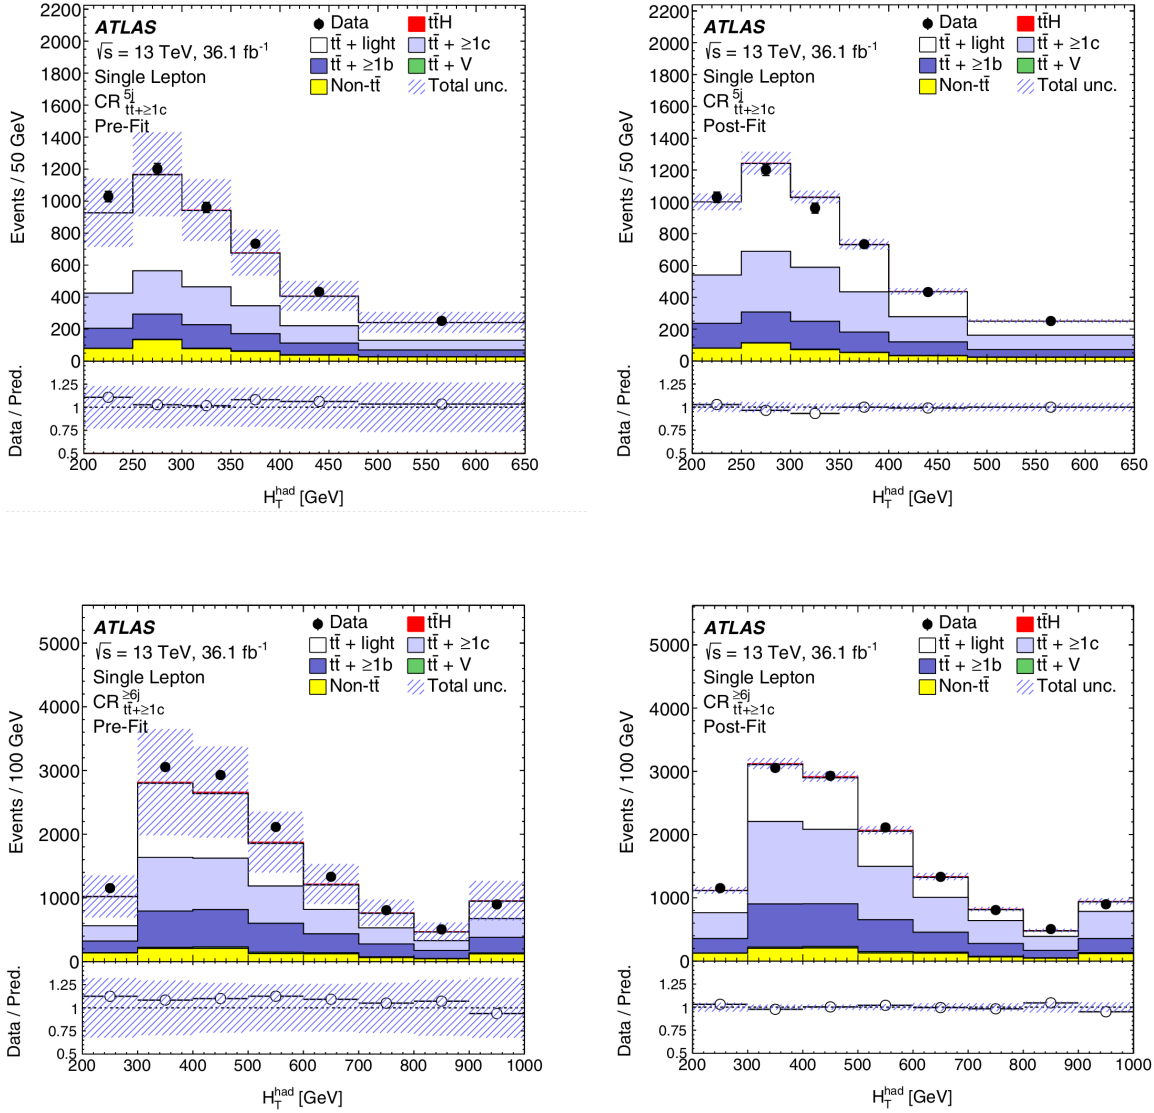 ATLAS
√s = 13 TeV, 36.1 fb⁻¹
Single Lepton
CR 5j tt̄+≥1c
Pre-Fit
Data
tt̄H
tt̄ + light
tt̄ + ≥1c
tt̄ + ≥1b
tt̄ + V
Non-tt̄
Total unc.
Events / 50 GeV
2200
2000
1800
1600
1400
1200
1000
800
600
400
200
0
Data / Pred.
1.25
1
0.75
0.5
200 250 300 350 400 450 500 550 600 650
H_T^had [GeV]
ATLAS
√s = 13 TeV, 36.1 fb⁻¹
Single Lepton
CR 5j tt̄+≥1c
Post-Fit
Data
tt̄H
tt̄ + light
tt̄ + ≥1c
tt̄ + ≥1b
tt̄ + V
Non-tt̄
Total unc.
Events / 50 GeV
2200
2000
1800
1600
1400
1200
1000
800
600
400
200
0
Data / Pred.
1.25
1
0.75
0.5
200 250 300 350 400 450 500 550 600 650
H_T^had [GeV]
ATLAS
√s = 13 TeV, 36.1 fb⁻¹
Single Lepton
CR ≥6j tt̄+≥1c
Pre-Fit
Data
tt̄H
tt̄ + light
tt̄ + ≥1c
tt̄ + ≥1b
tt̄ + V
Non-tt̄
Total unc.
Events / 100 GeV
5000
4000
3000
2000
1000
0
Data / Pred.
1.25
1
0.75
0.5
200 300 400 500 600 700 800 900 1000
H_T^had [GeV]
ATLAS
√s = 13 TeV, 36.1 fb⁻¹
Single Lepton
CR ≥6j tt̄+≥1c
Post-Fit
Data
tt̄H
tt̄ + light
tt̄ + ≥1c
tt̄ + ≥1b
tt̄ + V
Non-tt̄
Total unc.
Events / 100 GeV
5000
4000
3000
2000
1000
0
Data / Pred.
1.25
1
0.75
0.5
200 300 400 500 600 700 800 900 1000
H_T^had [GeV]